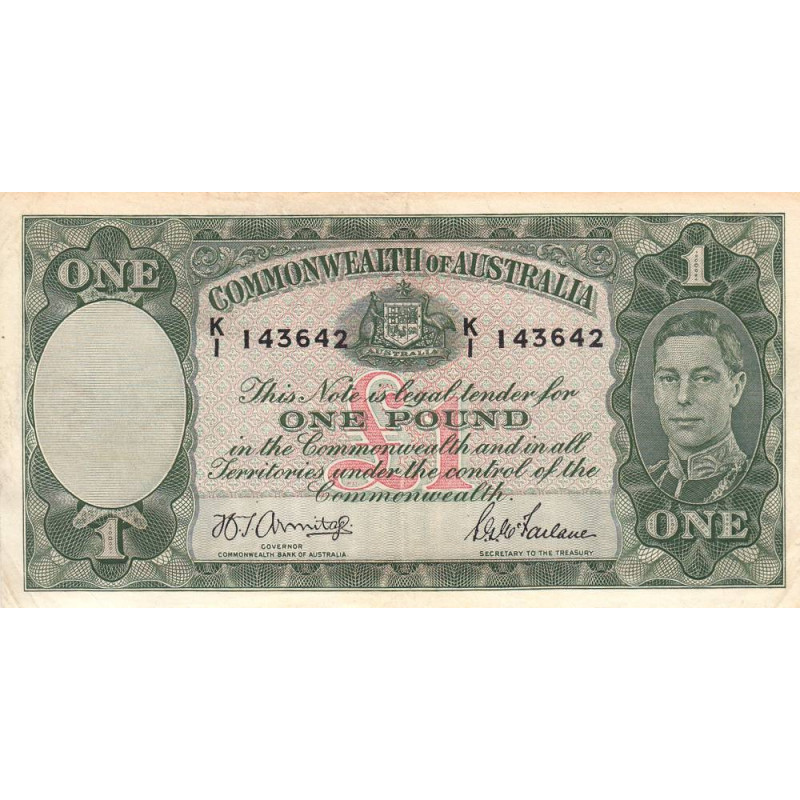 ONE
COMMONWEALTH OF AUSTRALIA
1
K/1 143642 K/1 143642
AUSTRALIA
£1
This Note is legal tender for
ONE POUND
in the Commonwealth and in all
Territories under the control of the
Commonwealth.
H.T. Armitage
S.G. McFarlane
GOVERNOR
COMMONWEALTH BANK OF AUSTRALIA
SECRETARY TO THE TREASURY
1
ONE